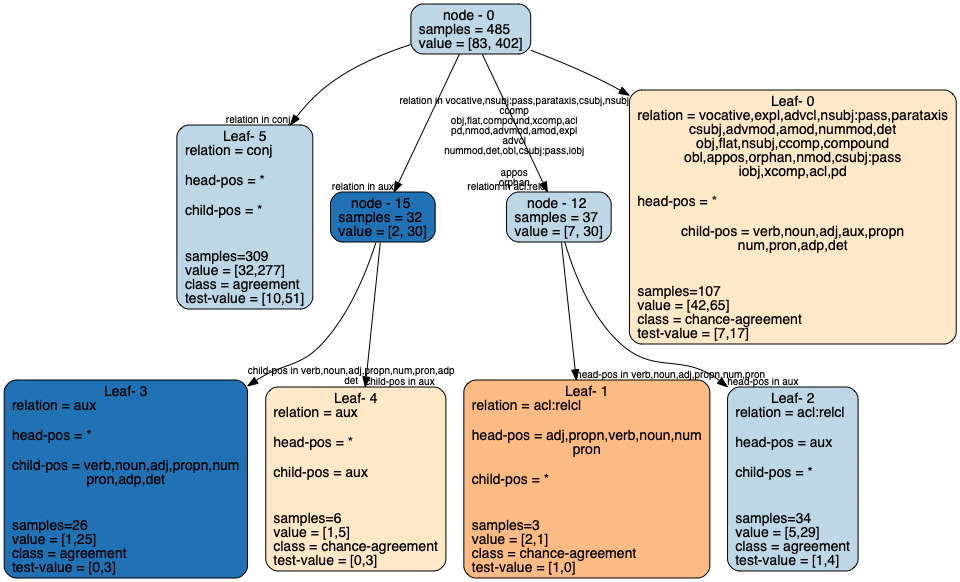 node - 0
samples = 485
value = [83, 402]
relation in conj
relation in vocative,nsubj:pass,parataxis,csubj,nsubj
ccomp
obj,flat,compound,xcomp,acl
pd,nmod,advmod,amod,expl
advcl
nummod,det,obl,csubj:pass,iobj
appos
orphan
relation in aux
relation in acl:relcl
Leaf- 5
relation = conj
head-pos = *
child-pos = *
samples=309
value = [32,277]
class = agreement
test-value = [10,51]
node - 15
samples = 32
value = [2, 30]
node - 12
samples = 37
value = [7, 30]
Leaf- 0
relation = vocative,expl,advcl,nsubj:pass,parataxis
csubj,advmod,amod,nummod,det
obj,flat,nsubj,ccomp,compound
obl,appos,orphan,nmod,csubj:pass
iobj,xcomp,acl,pd
head-pos = *
child-pos = verb,noun,adj,aux,propn
num,pron,adp,det
samples=107
value = [42,65]
class = chance-agreement
test-value = [7,17]
child-pos in verb,noun,adj,propn,num,pron,adp
det
child-pos in aux
head-pos in verb,noun,adj,propn,num,pron
head-pos in aux
Leaf- 3
relation = aux
head-pos = *
child-pos = verb,noun,adj,propn,num
pron,adp,det
samples=26
value = [1,25]
class = agreement
test-value = [0,3]
Leaf- 4
relation = aux
head-pos = *
child-pos = aux
samples=6
value = [1,5]
class = chance-agreement
test-value = [0,3]
Leaf- 1
relation = acl:relcl
head-pos = adj,propn,verb,noun,num
pron
child-pos = *
samples=3
value = [2,1]
class = chance-agreement
test-value = [1,0]
Leaf- 2
relation = acl:relcl
head-pos = aux
child-pos = *
samples=34
value = [5,29]
class = agreement
test-value = [1,4]